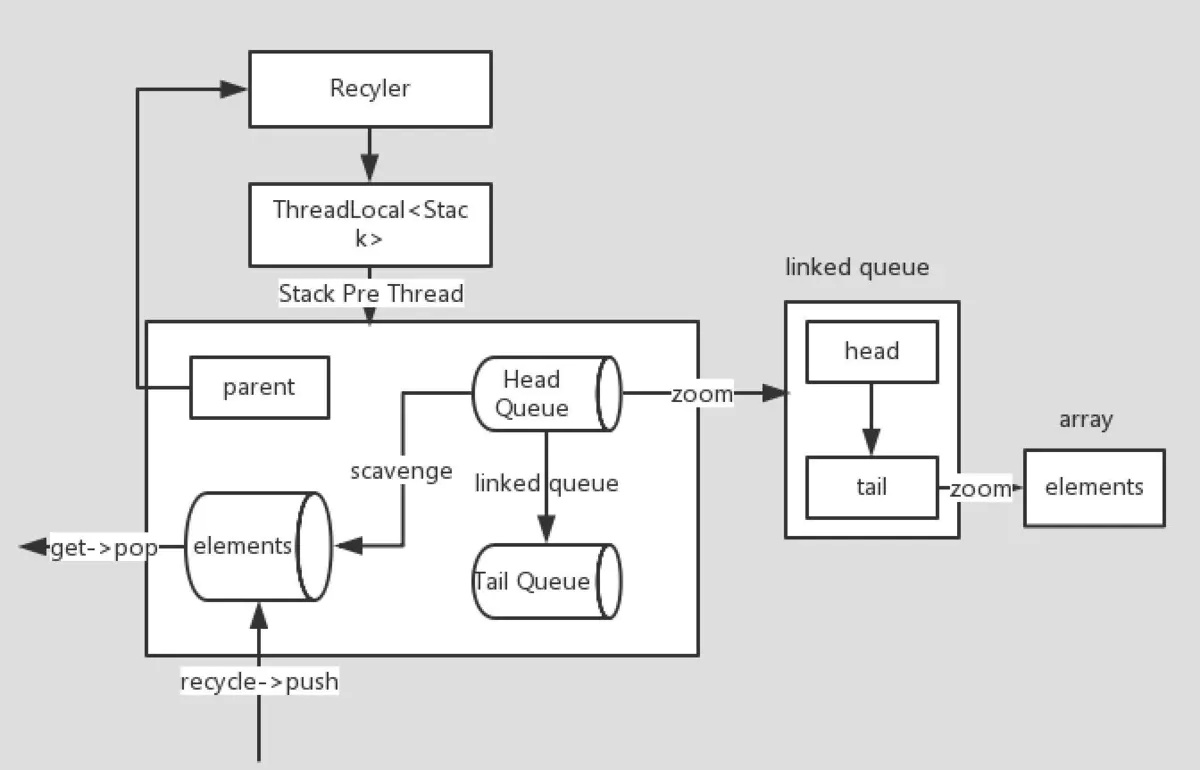 Recyler
ThreadLocal<Stac
k>
Stack Pre Thread
linked queue
head
parent
Head
Queue
zoom
array
scavenge
linked queue
tail
zoom
elements
get->pop
elements
Tail Queue
recycle->push